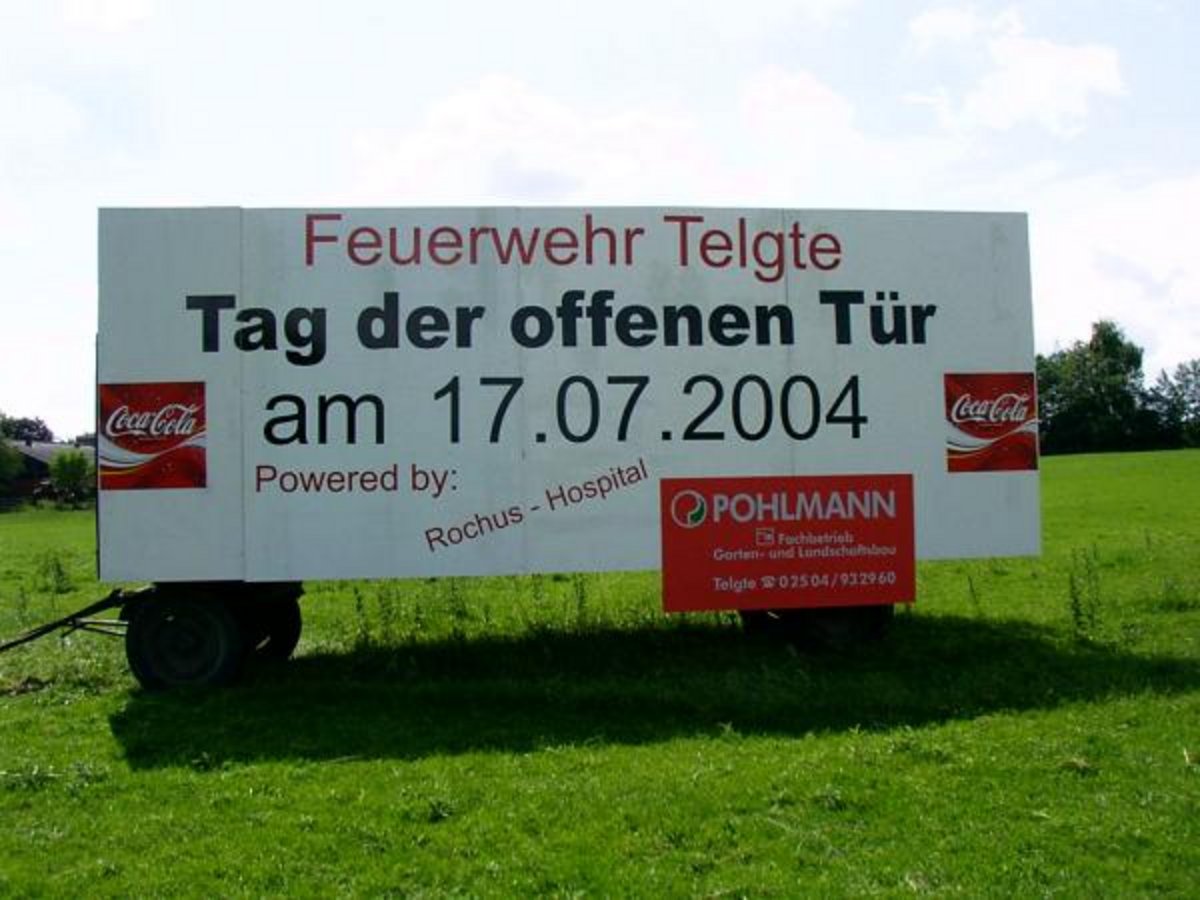 Feuerwehr Telgte
Tag der offenen Tür
am 17.07.2004
Coca-Cola
Coca-Cola
Powered by:
Rochus - Hospital
POHLMANN
Fachbetrieb
Garten- und Landschaftsbau
Telgte ☎ 02504/932960